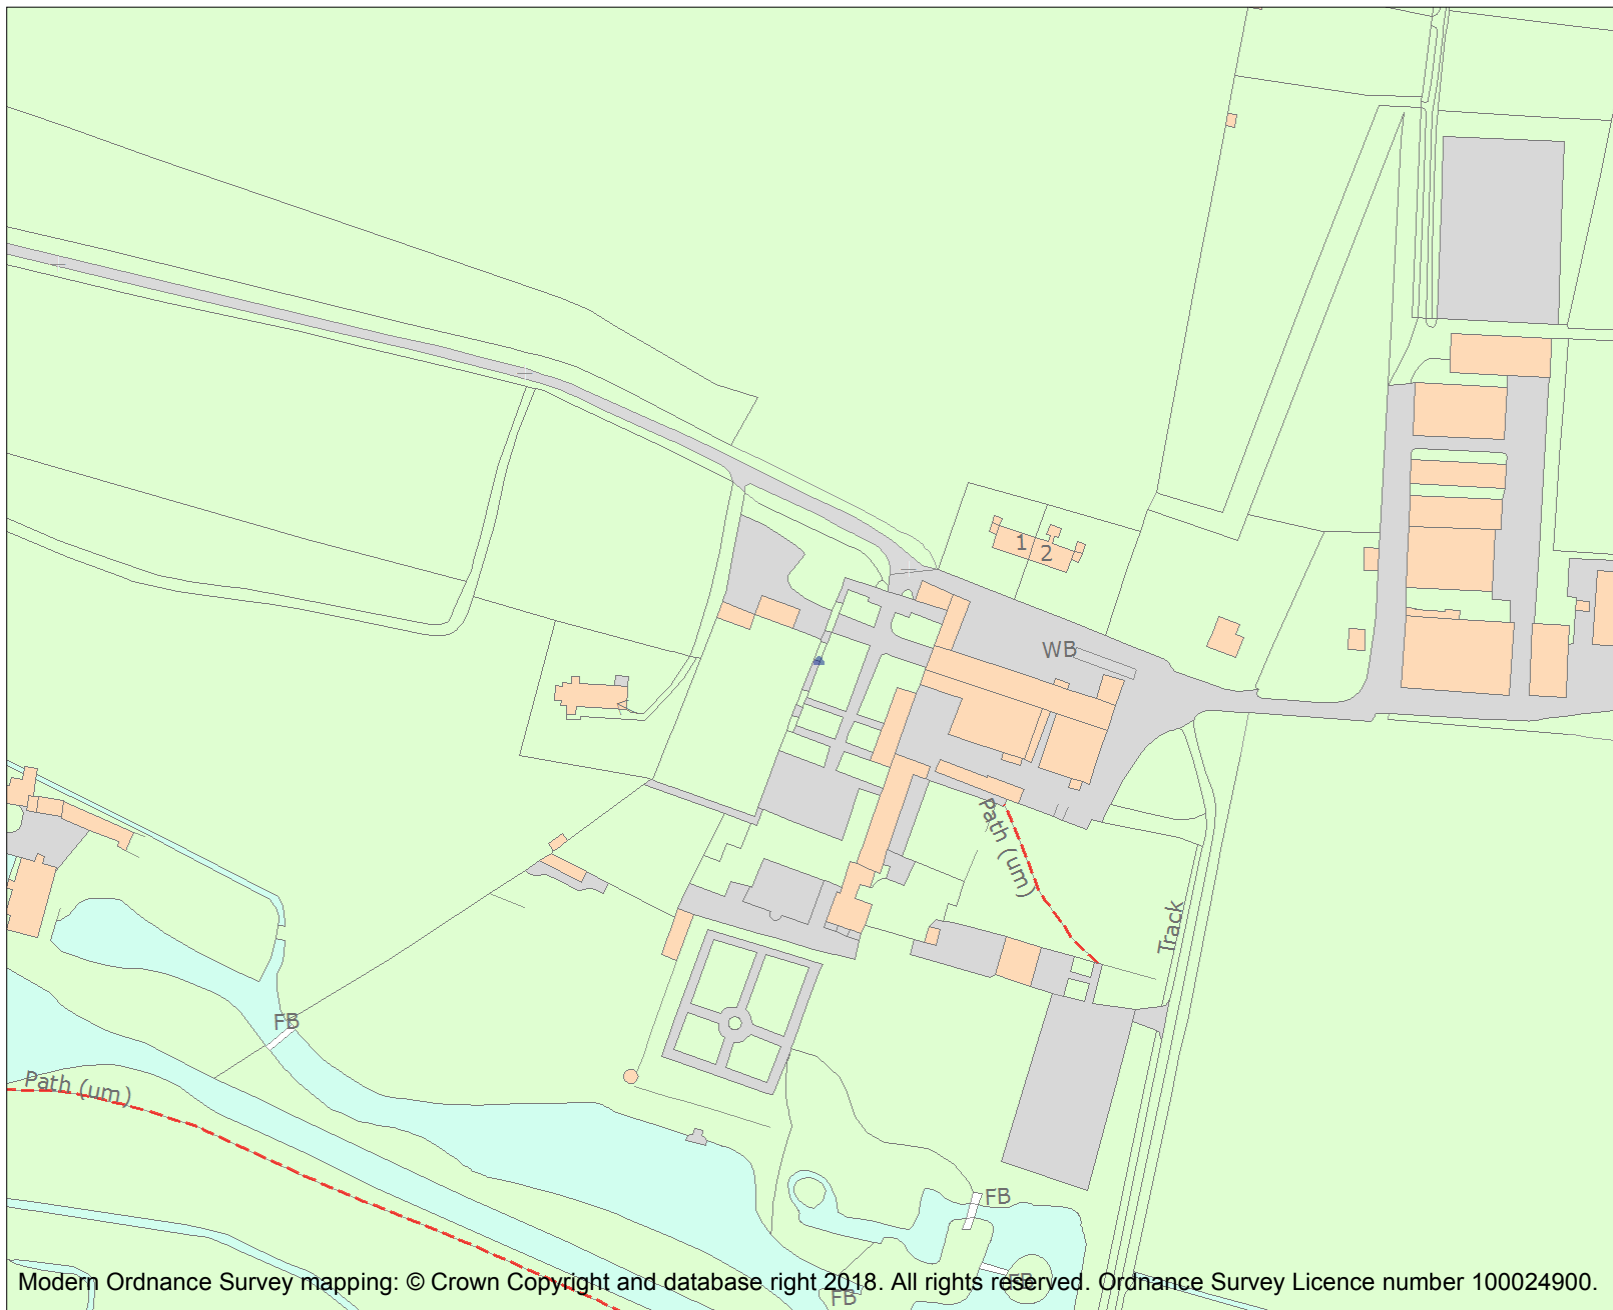 1
2
WB
Path (um)
Track
FB
Path (um)
FB
FB
Modern Ordnance Survey mapping: © Crown Copyright and database right 2018. All rights reserved. Ordnance Survey Licence number 100024900.
FB